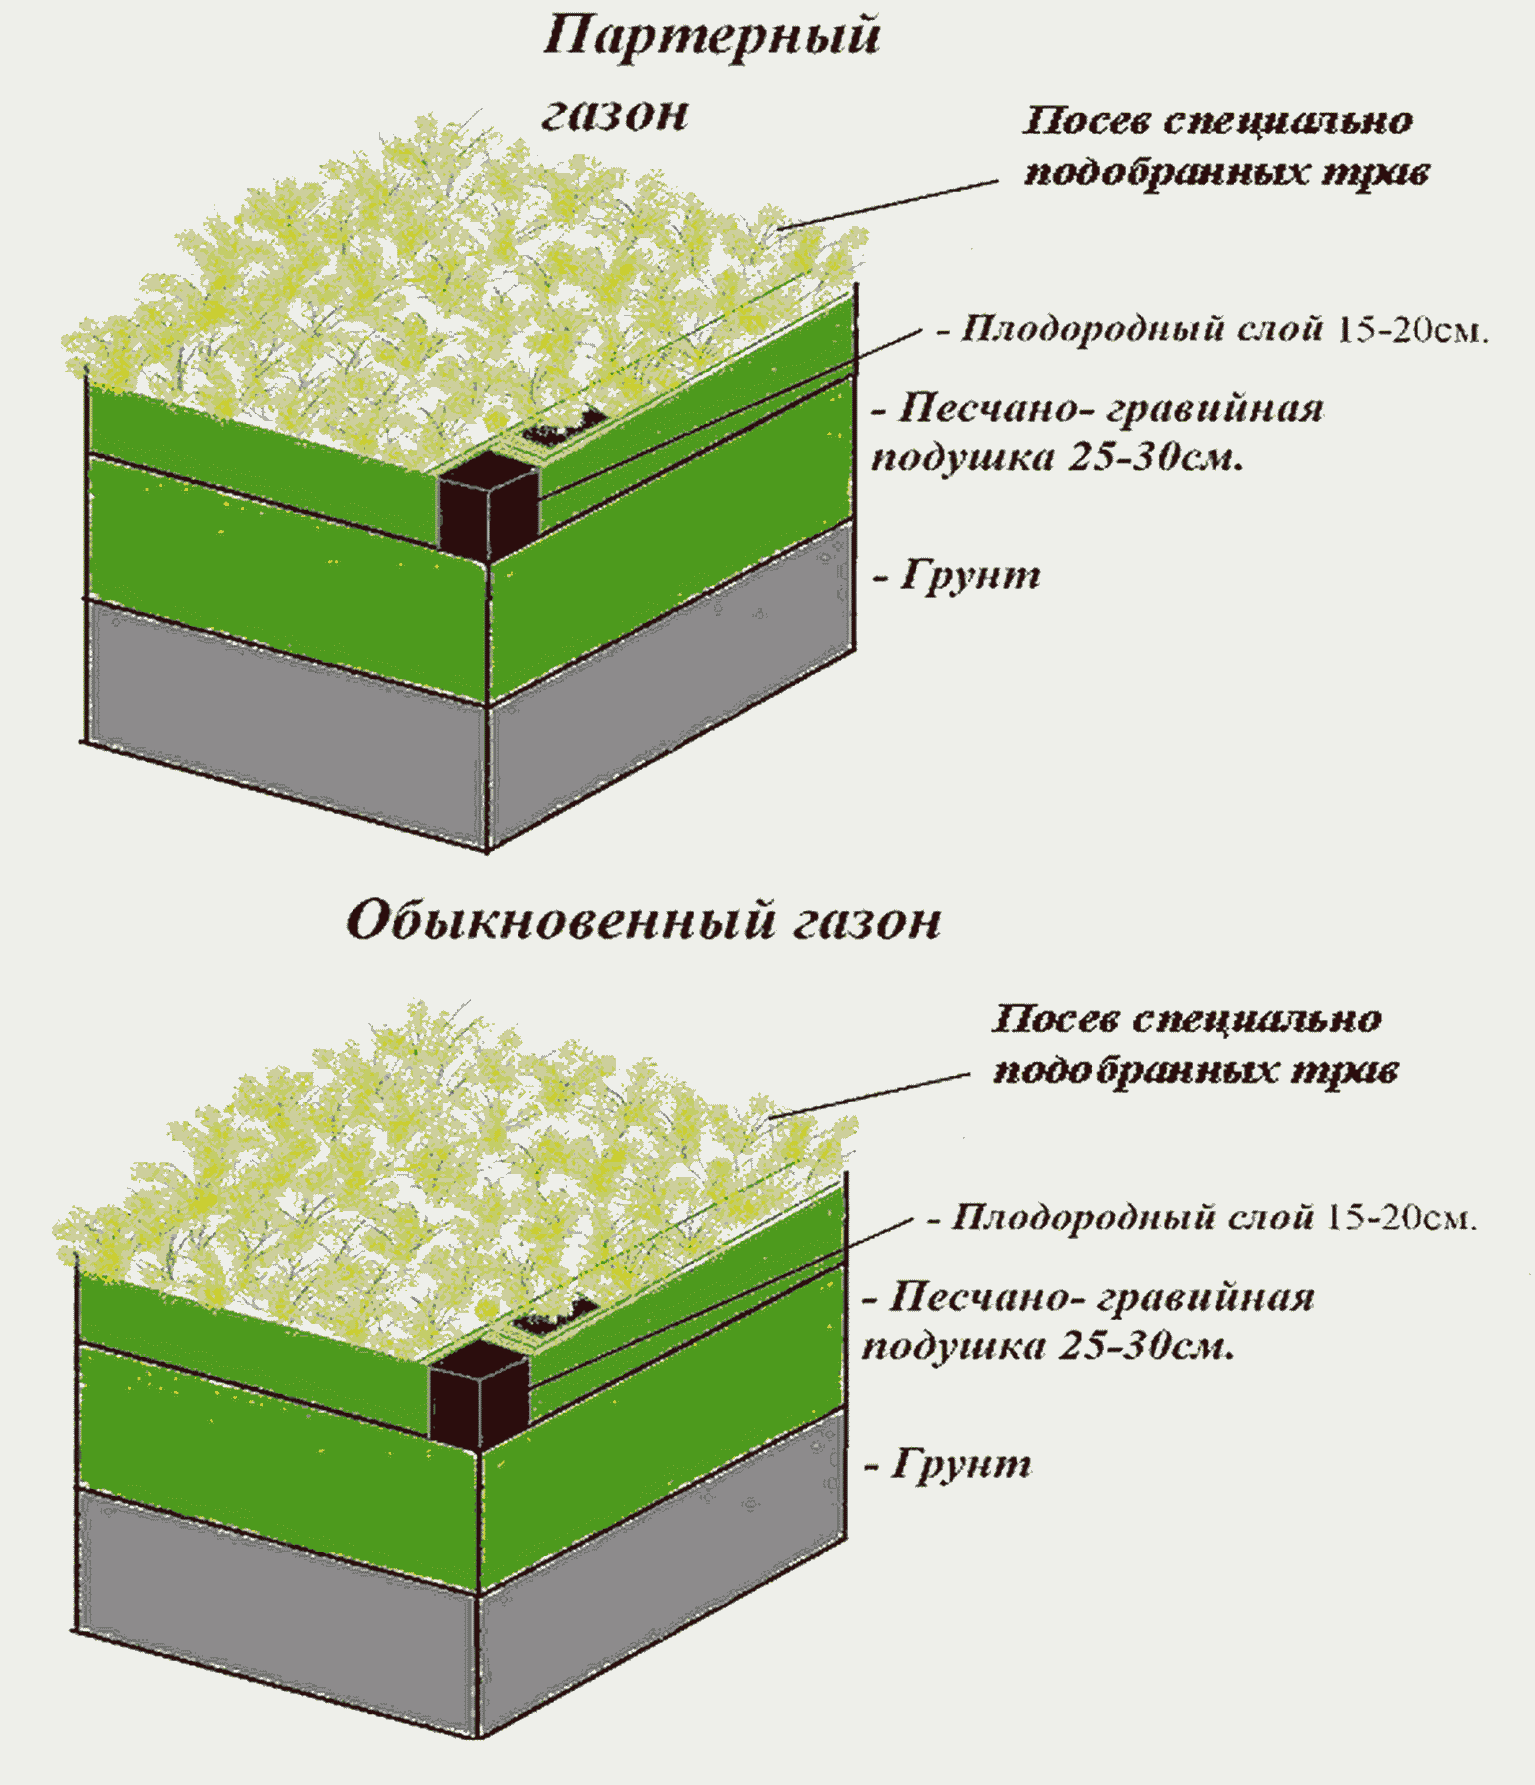 Партерный
газон
Посев специально
подобранных трав
- Плодородный слой 15-20см.
- Песчано- гравийная
подушка 25-30см.
- Грунт
Обыкновенный газон
Посев специально
подобранных трав
- Плодородный слой 15-20см.
- Песчано- гравийная
подушка 25-30см.
- Грунт